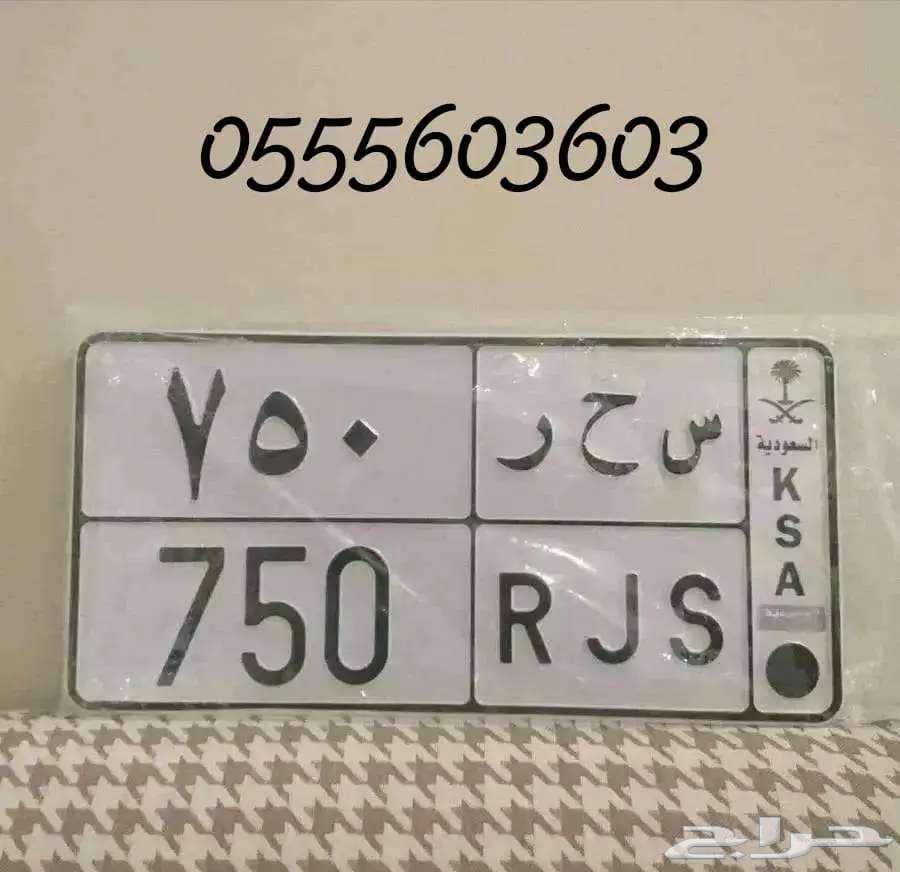 0555603603
٧٥٠ س ح ر
السعودية
750 RJS
K
S
A
حراج